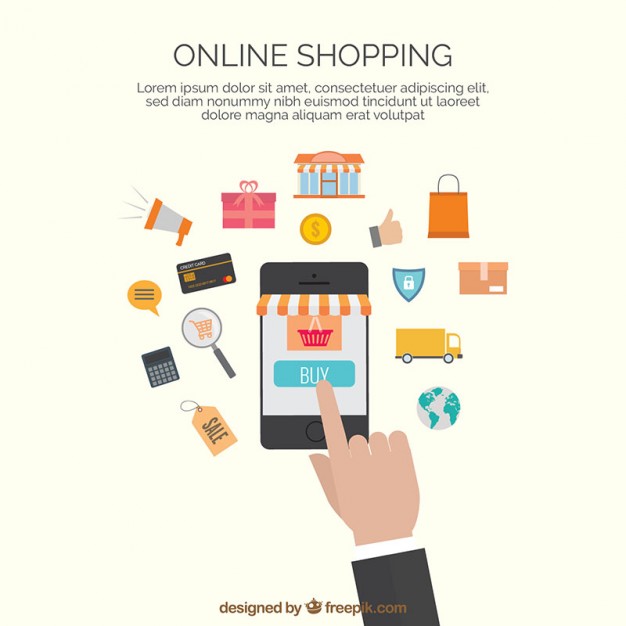 ONLINE SHOPPING
Lorem ipsum dolor sit amet, consectetuer adipiscing elit,
sed diam nonummy nibh euismod tincidunt ut laoreet
dolore magna aliquam erat volutpat
$
CREDIT CARD
BUY
SALE
designed by freepik.com